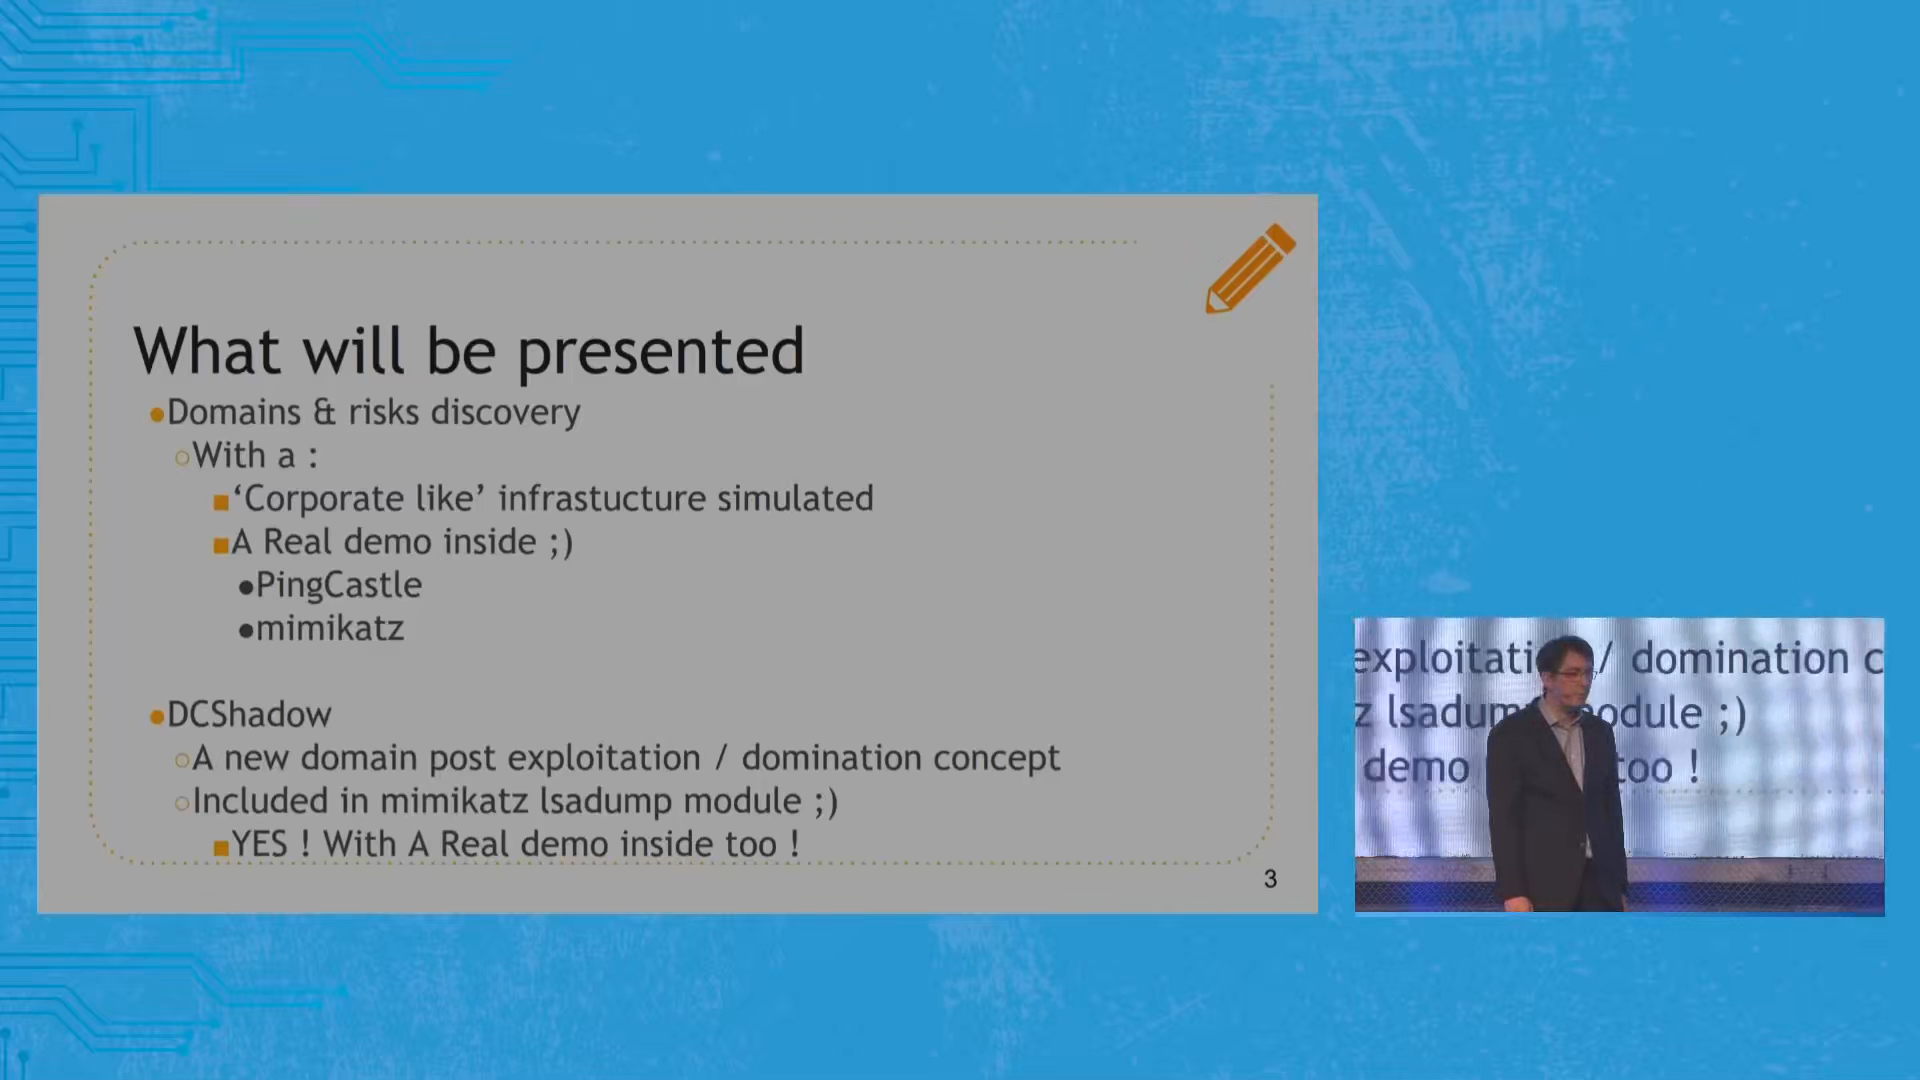 What will be presented
●Domains & risks discovery
○With a :
■‘Corporate like’ infrastucture simulated
■A Real demo inside ;)
●PingCastle
●mimikatz
●DCShadow
○A new domain post exploitation / domination concept
○Included in mimikatz lsadump module ;)
■YES ! With A Real demo inside too !
3
exploitati / domination c
z lsadump module ;)
demo too !